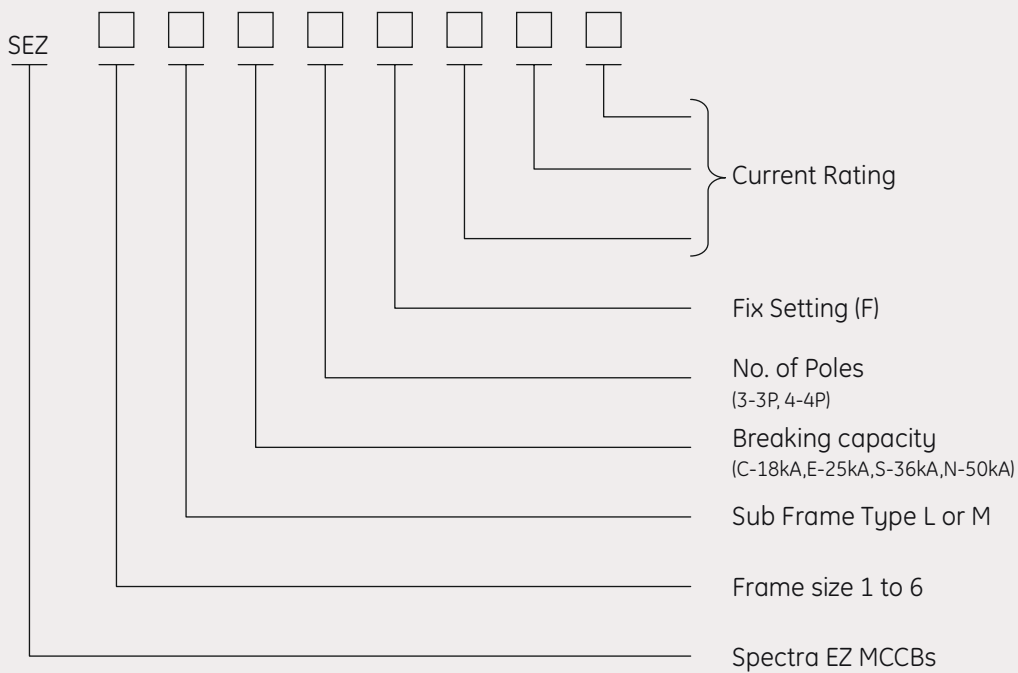 SEZ
Current Rating
Fix Setting (F)
No. of Poles
(3-3P, 4-4P)
Breaking capacity
(C-18kA,E-25kA,S-36kA,N-50kA)
Sub Frame Type L or M
Frame size 1 to 6
Spectra EZ MCCBs